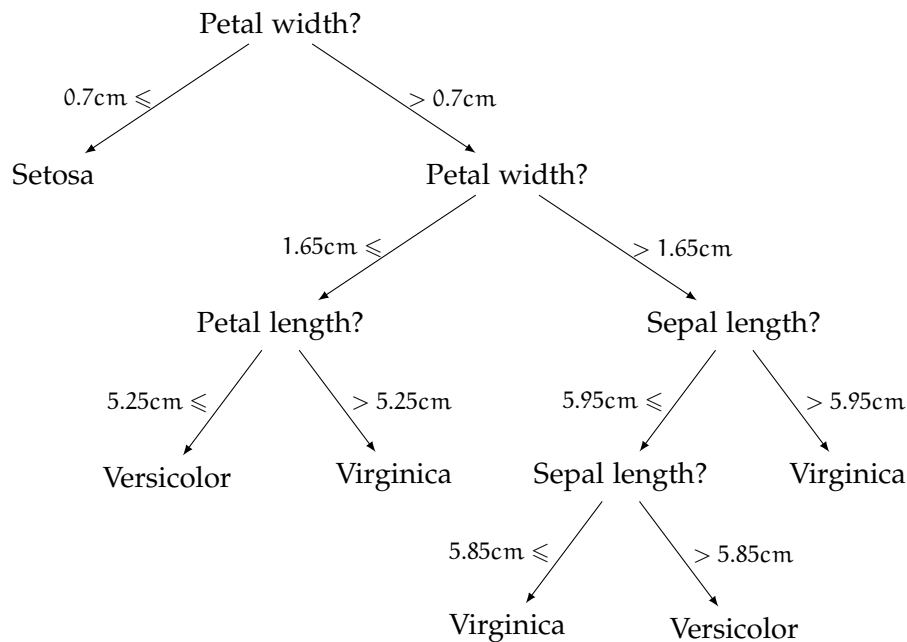 Petal width?
0.7cm ⩽
> 0.7cm
Setosa
Petal width?
1.65cm ⩽
> 1.65cm
Petal length?
Sepal length?
5.25cm ⩽
> 5.25cm
5.95cm ⩽
> 5.95cm
Versicolor
Virginica
Sepal length?
Virginica
5.85cm ⩽
> 5.85cm
Virginica
Versicolor